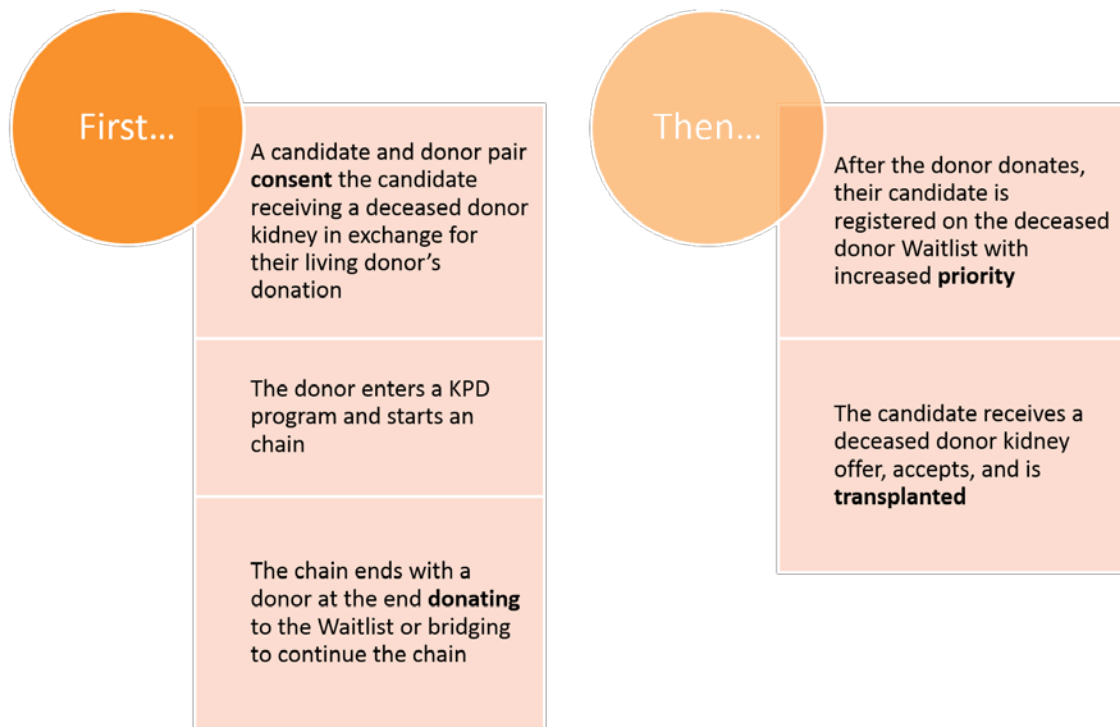 First...
A candidate and donor pair
consent the candidate
receiving a deceased donor
kidney in exchange for
their living donor's
donation
The donor enters a KPD
program and starts an
chain
The chain ends with a
donor at the end donating
to the Waitlist or bridging
to continue the chain
Then...
After the donor donates,
their candidate is
registered on the deceased
donor Waitlist with
increased priority
The candidate receives a
deceased donor kidney
offer, accepts, and is
transplanted